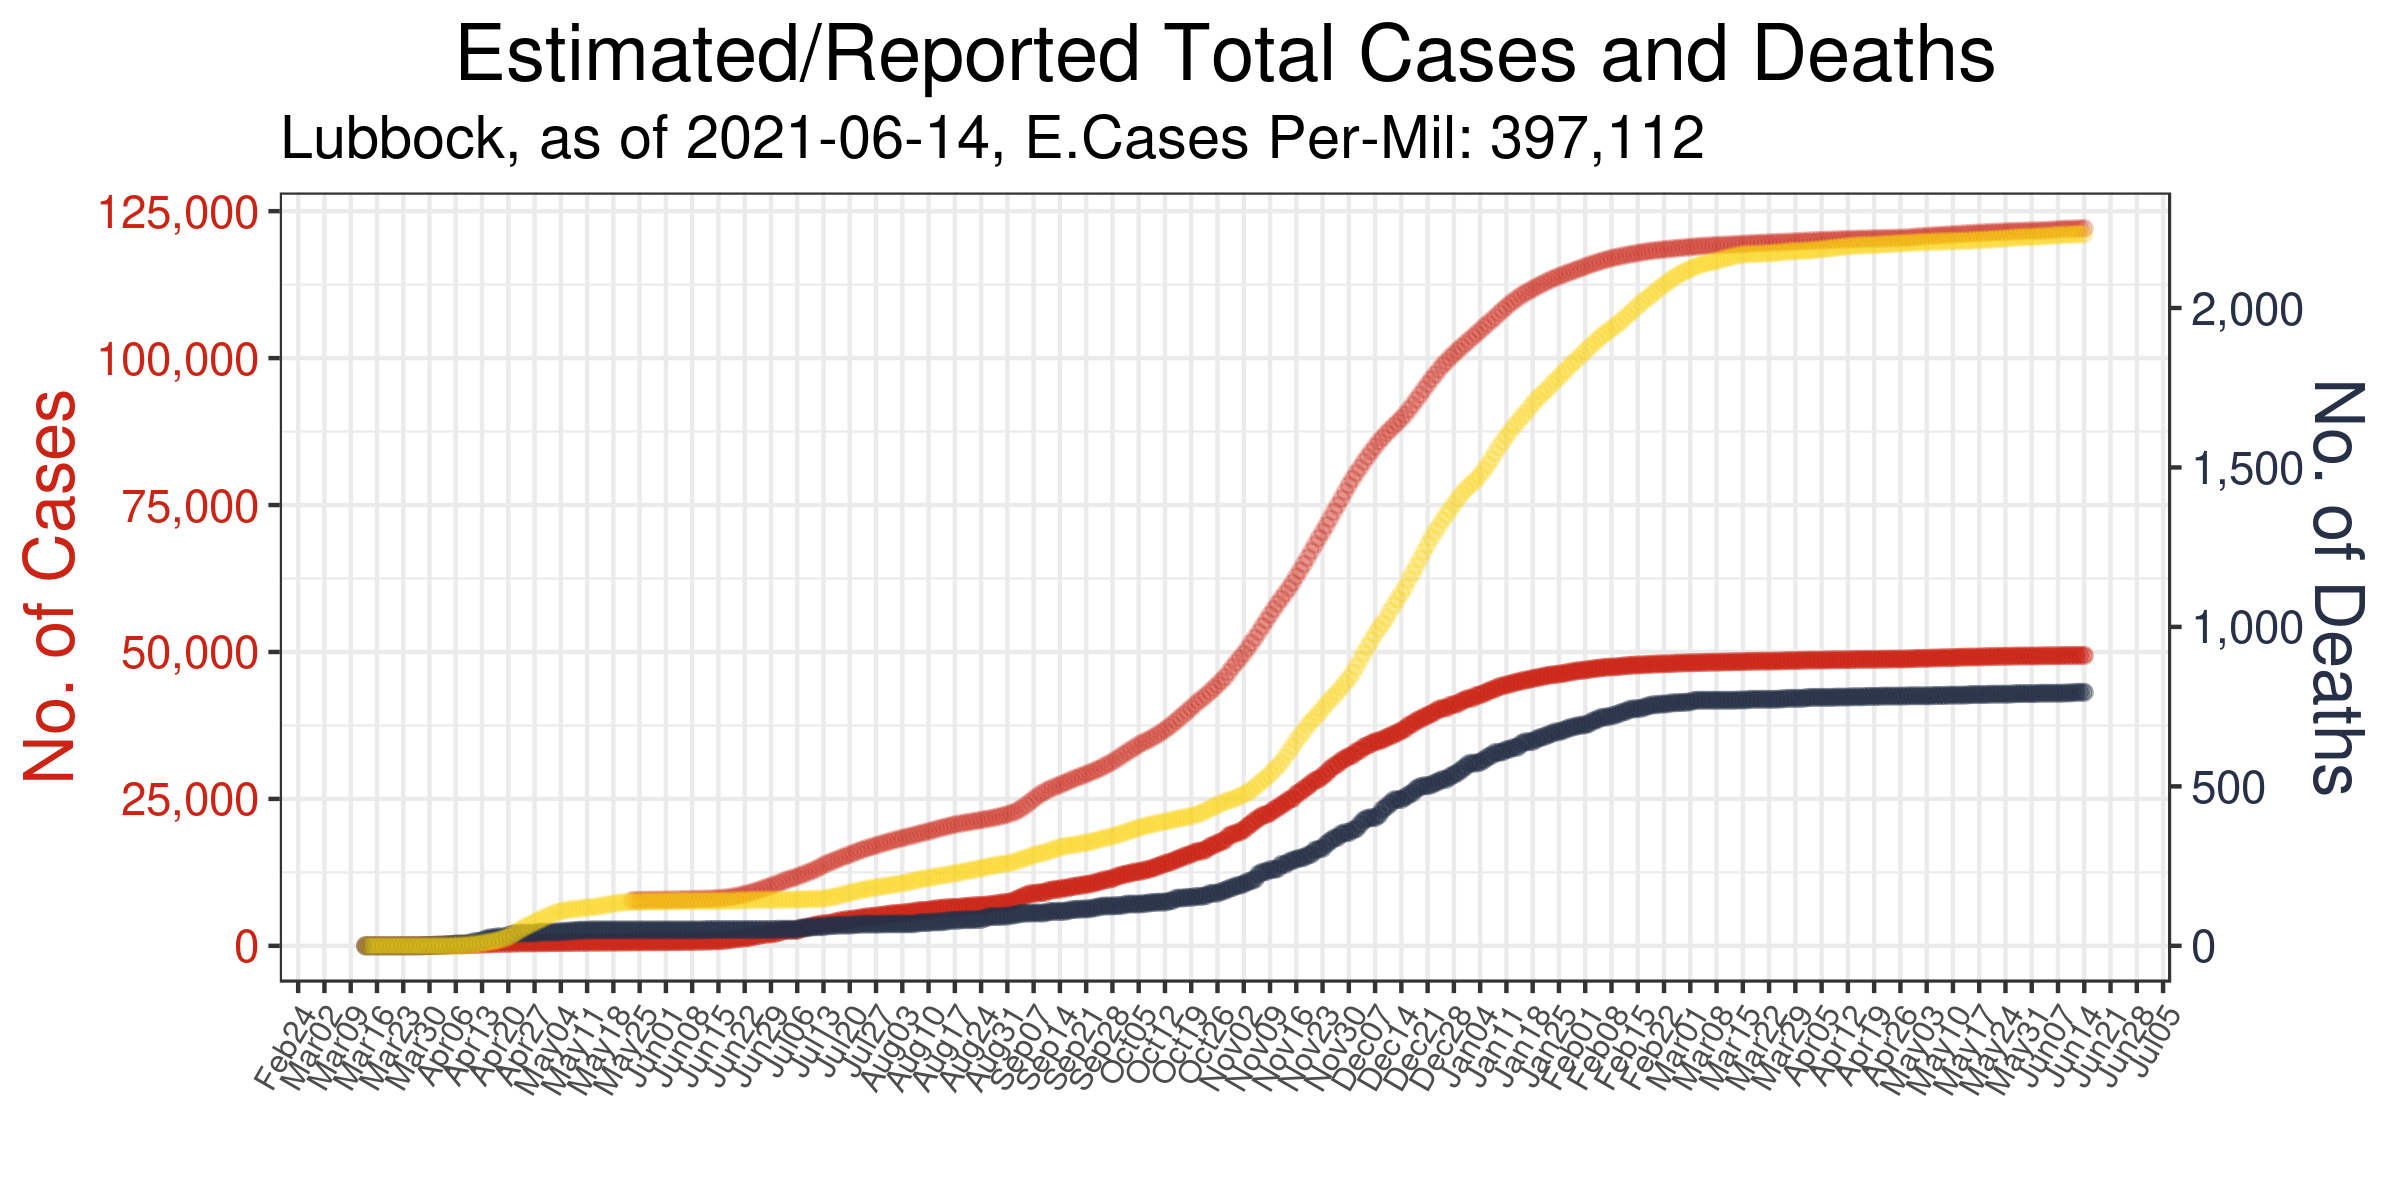 Estimated/Reported Total Cases and Deaths
Lubbock, as of 2021-06-14, E.Cases Per-Mil: 397,112
No. of Cases
125,000
100,000
75,000
50,000
25,000
0
No. of Deaths
2,000
1,500
1,000
500
0
Feb24
Mar02
Mar09
Mar16
Mar23
Mar30
Apr06
Apr13
Apr20
Apr27
May04
May11
May18
May25
Jun01
Jun08
Jun15
Jun22
Jun29
Jul06
Jul13
Jul20
Jul27
Aug03
Aug10
Aug17
Aug24
Aug31
Sep07
Sep14
Sep21
Sep28
Oct05
Oct12
Oct19
Oct26
Nov02
Nov09
Nov16
Nov23
Nov30
Dec07
Dec14
Dec21
Dec28
Jan04
Jan11
Jan18
Jan25
Feb01
Feb08
Feb15
Feb22
Mar01
Mar08
Mar15
Mar22
Mar29
Apr05
Apr12
Apr19
Apr26
May03
May10
May17
May24
May31
Jun07
Jun14
Jun21
Jun28
Jul05